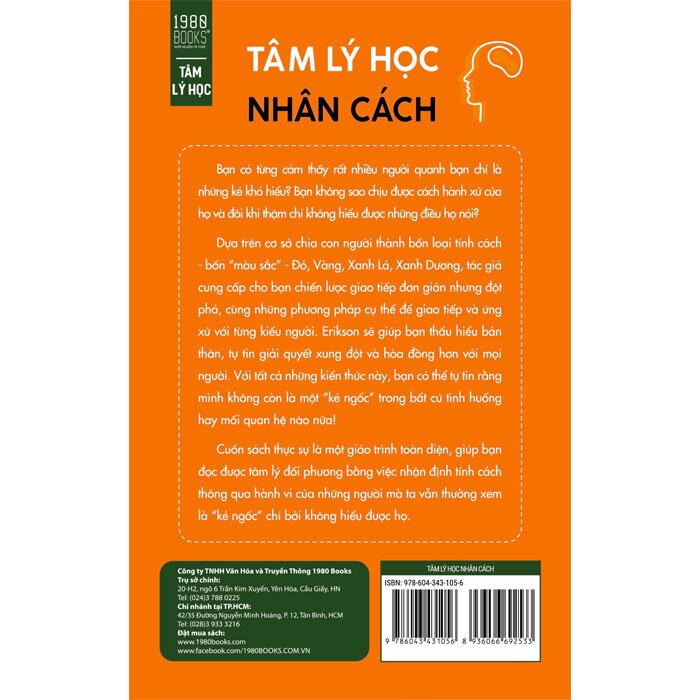 1980
BOOKS®
KHƠI NGUỒN TRI THỨC
TÂM
LÝ HỌC
TÂM LÝ HỌC
NHÂN CÁCH
Bạn có từng cảm thấy rất nhiều người quanh bạn chỉ là
những kẻ khó hiểu? Bạn không sao chịu được cách hành xử của
họ và đôi khi thậm chí không hiểu được những điều họ nói?
Dựa trên cơ sở chia con người thành bốn loại tính cách
- bốn “màu sắc” - Đỏ, Vàng, Xanh Lá, Xanh Dương, tác giả
cung cấp cho bạn chiến lược giao tiếp đơn giản nhưng đột
phá, cùng những phương pháp cụ thể để giao tiếp và ứng
xử với từng kiểu người. Erikson sẽ giúp bạn thấu hiểu bản
thân, tự tin giải quyết xung đột và hòa đồng hơn với mọi
người. Với tất cả những kiến thức này, bạn có thể tự tin rằng
mình không còn là một “kẻ ngốc” trong bất cứ tình huống
hay mối quan hệ nào nữa!
Cuốn sách thực sự là một giáo trình toàn diện, giúp bạn
đọc được tâm lý đối phương bằng việc nhận định tính cách
thông qua hành vi của những người mà ta vẫn thường xem
là “kẻ ngốc” chỉ bởi không hiểu được họ.
Công ty TNHH Văn Hóa và Truyền Thông 1980 Books
Trụ sở chính:
20-H2, ngõ 6 Trần Kim Xuyến, Yên Hòa, Cầu Giấy, HN
Tel: (024)3 788 0225
Chi nhánh tại TP.HCM:
42/35 Đường Nguyễn Minh Hoàng, P. 12, Tân Bình, HCM
Tel: (028)3 933 3216
Đặt mua sách:
www.1980books.com
www.facebook.com/1980BOOKS.COM.VN
TÂM LÝ HỌC NHÂN CÁCH
ISBN: 978-604-343-105-6
9 786043 431056
8 936066 692533